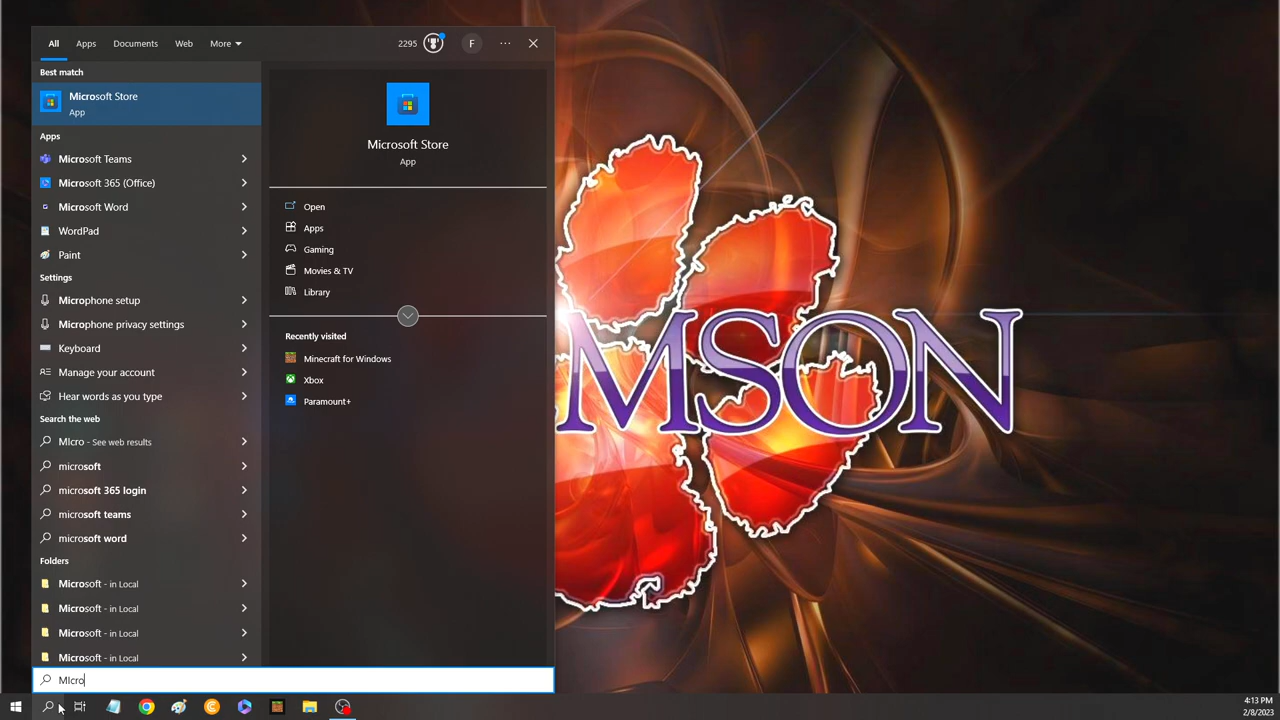 All Apps Documents Web More 2295 F
Best match
Microsoft Store
App
Apps
Microsoft Teams
Microsoft 365 (Office)
Microsoft Word
WordPad
Paint
Settings
Microphone setup
Microphone privacy settings
Keyboard
Manage your account
Hear words as you type
Search the web
MIcro - See web results
microsoft
microsoft 365 login
microsoft teams
microsoft word
Folders
Microsoft - in Local
Microsoft - in Local
Microsoft - in Local
Microsoft - in Local
MIcro
Microsoft Store
App
Open
Apps
Gaming
Movies & TV
Library
Recently visited
Minecraft for Windows
Xbox
Paramount+
MSON
4:13 PM
2/8/2023